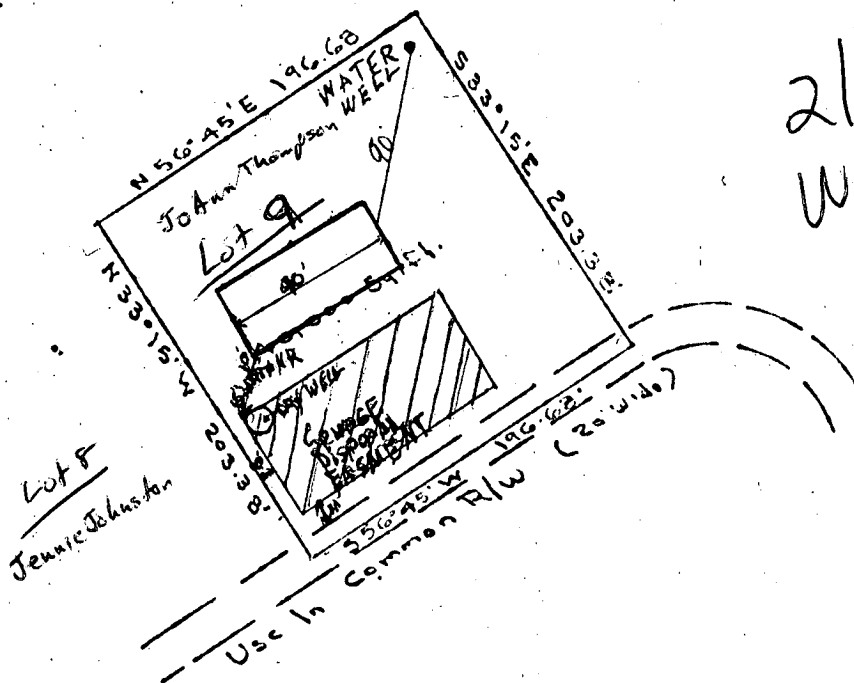 N 56°45'E 196.68
WATER
WELL
S 33°15'E 203.38'
21
W
JoAnn Thompson
90'
Lot 9
N 33°15'W 203.38'
DRY WELL
SEWAGE
DISPOSAL
EASMENT
S 56°45'W 196.68'
Lot 8
Jennie Johnston
Use In Common R/W (20' wide)